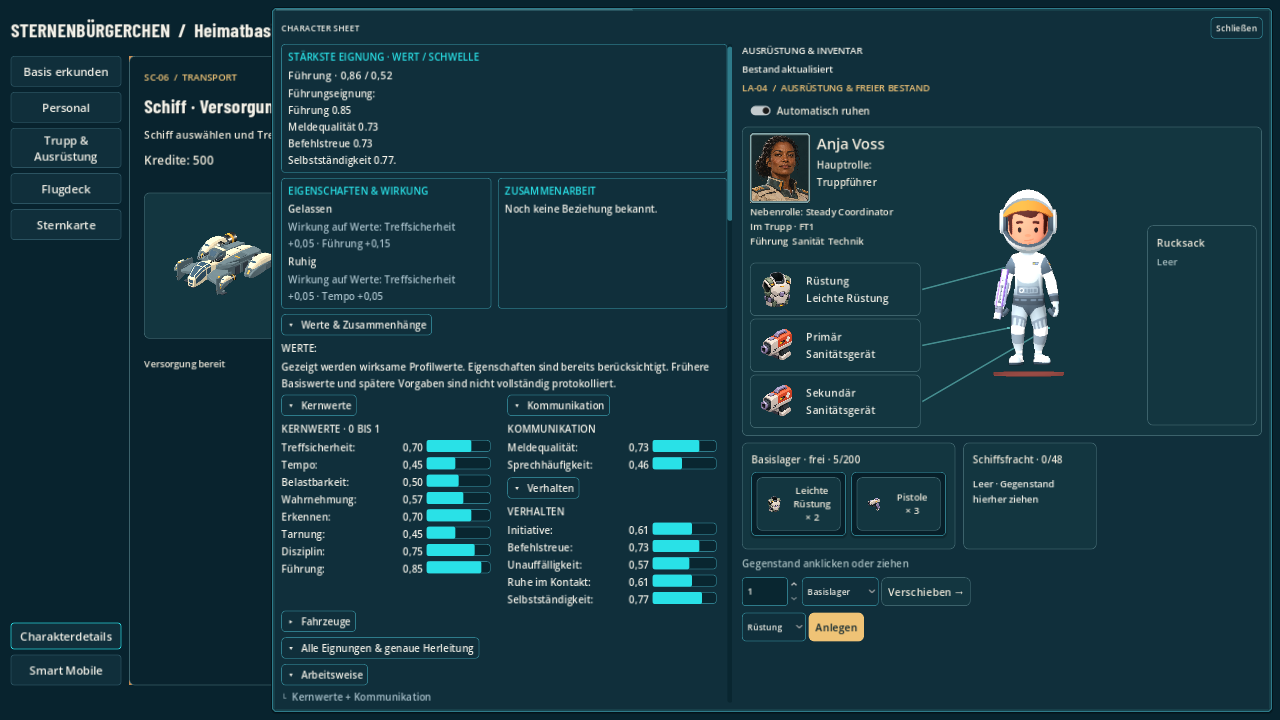 STERNENBÜRGERCHEN / Heimatbas
Basis erkunden
Personal
Trupp &
Ausrüstung
Flugdeck
Sternkarte
Charakterdetails
Smart Mobile
SC-06 / TRANSPORT
Schiff · Versorgun
Schiff auswählen und Tre
Kredite: 500
Versorgung bereit
CHARACTER SHEET
Schließen
STÄRKSTE EIGNUNG · WERT / SCHWELLE
Führung · 0,86 / 0,52
Führungseignung:
Führung 0.85
Meldequalität 0.73
Befehlstreue 0.73
Selbstständigkeit 0.77.
EIGENSCHAFTEN & WIRKUNG
Gelassen
Wirkung auf Werte: Treffsicherheit
+0,05 · Führung +0,15
Ruhig
Wirkung auf Werte: Treffsicherheit
+0,05 · Tempo +0,05
ZUSAMMENARBEIT
Noch keine Beziehung bekannt.
Werte & Zusammenhänge
WERTE:
Gezeigt werden wirksame Profilwerte. Eigenschaften sind bereits berücksichtigt. Frühere
Basiswerte und spätere Vorgaben sind nicht vollständig protokolliert.
Kernwerte
KERNWERTE · 0 BIS 1
Treffsicherheit: 0,70
Tempo: 0,45
Belastbarkeit: 0,50
Wahrnehmung: 0,57
Erkennen: 0,70
Tarnung: 0,45
Disziplin: 0,75
Führung: 0,85
Kommunikation
KOMMUNIKATION
Meldequalität: 0,73
Sprechhäufigkeit: 0,46
Verhalten
VERHALTEN
Initiative: 0,61
Befehlstreue: 0,73
Unauffälligkeit: 0,57
Ruhe im Kontakt: 0,61
Selbstständigkeit: 0,77
Fahrzeuge
Alle Eignungen & genaue Herleitung
Arbeitsweise
└ Kernwerte + Kommunikation
AUSRÜSTUNG & INVENTAR
Bestand aktualisiert
LA-04 / AUSRÜSTUNG & FREIER BESTAND
Automatisch ruhen
Anja Voss
Hauptrolle:
Truppführer
Nebenrolle: Steady Coordinator
Im Trupp · FT1
Führung Sanität Technik
Rüstung
Leichte Rüstung
Primär
Sanitätsgerät
Sekundär
Sanitätsgerät
Rucksack
Leer
Basislager · frei · 5/200
Leichte
Rüstung
× 2
Pistole
× 3
Schiffsfracht · 0/48
Leer · Gegenstand
hierher ziehen
Gegenstand anklicken oder ziehen
1
Basislager
Verschieben →
Rüstung
Anlegen